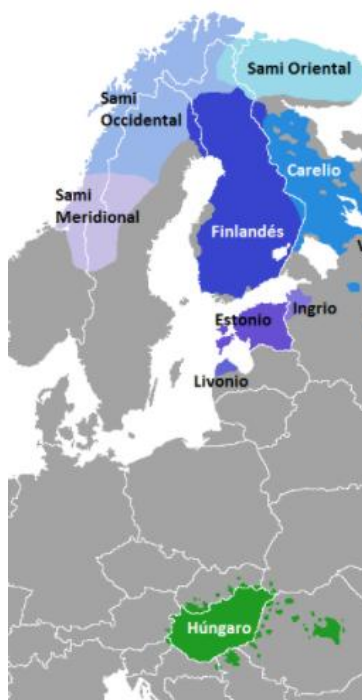 Sami Oriental
Sami
Occidental
Carelio
Sami
Meridional
Finlandés
Ingrio
Estonio
Livonio
Húngaro